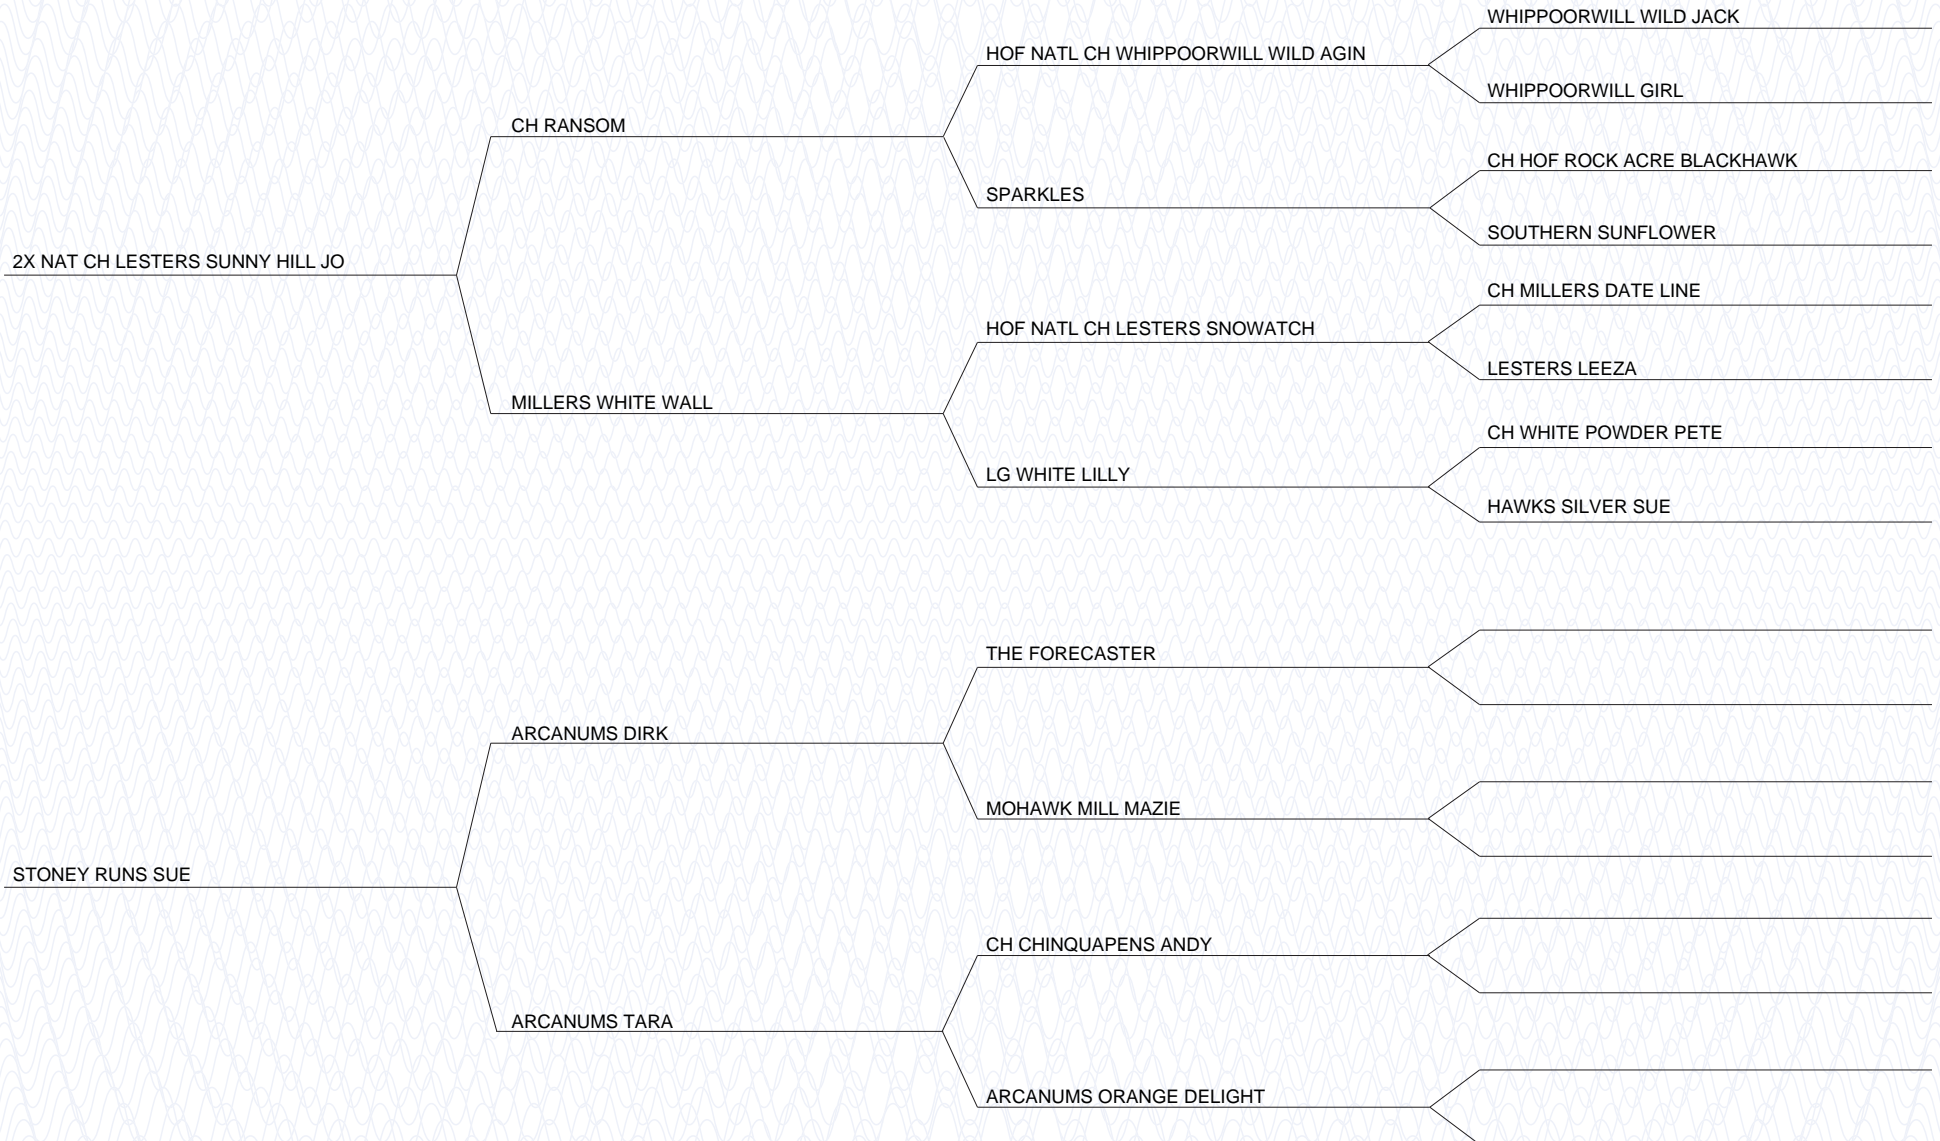 WHIPPOORWILL WILD JACK
HOF NATL CH WHIPPOORWILL WILD AGIN
WHIPPOORWILL GIRL
CH RANSOM
CH HOF ROCK ACRE BLACKHAWK
SPARKLES
SOUTHERN SUNFLOWER
2X NAT CH LESTERS SUNNY HILL JO
CH MILLERS DATE LINE
HOF NATL CH LESTERS SNOWATCH
LESTERS LEEZA
MILLERS WHITE WALL
CH WHITE POWDER PETE
LG WHITE LILLY
HAWKS SILVER SUE
THE FORECASTER
ARCANUMS DIRK
MOHAWK MILL MAZIE
STONEY RUNS SUE
CH CHINQUAPENS ANDY
ARCANUMS TARA
ARCANUMS ORANGE DELIGHT